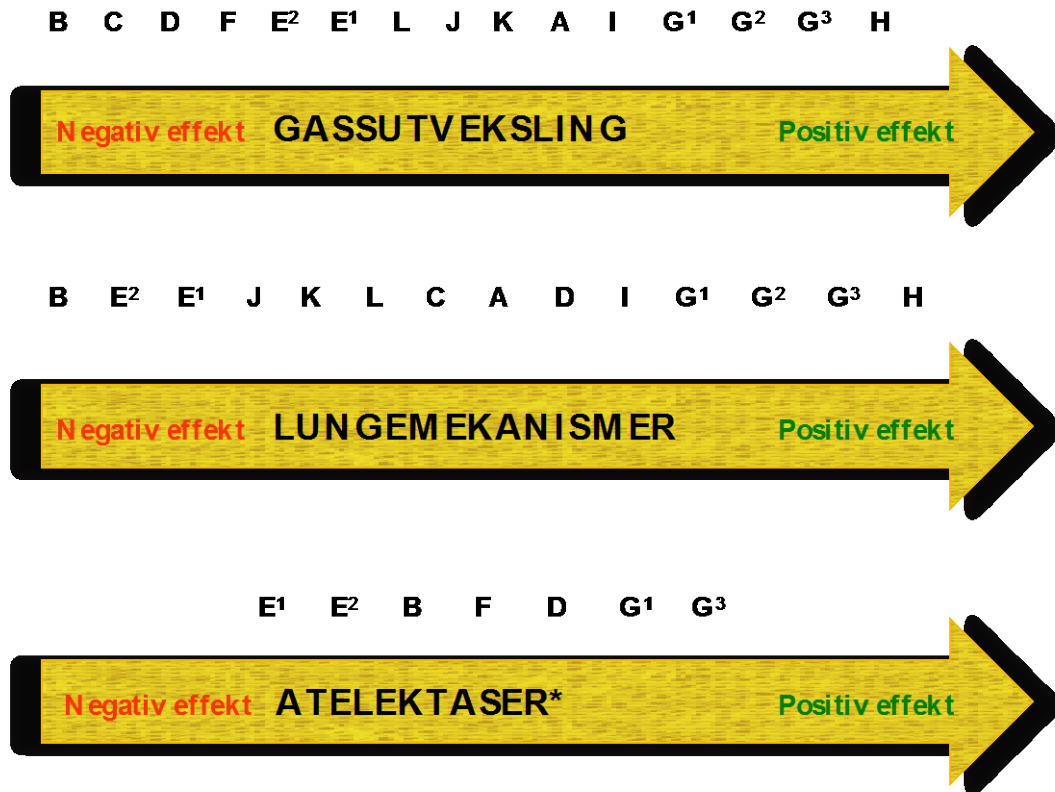 B C D F E² E¹ L J K A I G¹ G² G³ H
Negativ effekt GASSUTVEKSLING Positiv effekt
B E² E¹ J K L C A D I G¹ G² G³ H
Negativ effekt LUNGEMEKANISMER Positiv effekt
E¹ E² B F D G¹ G³
Negativ effekt ATELEKTASER* Positiv effekt